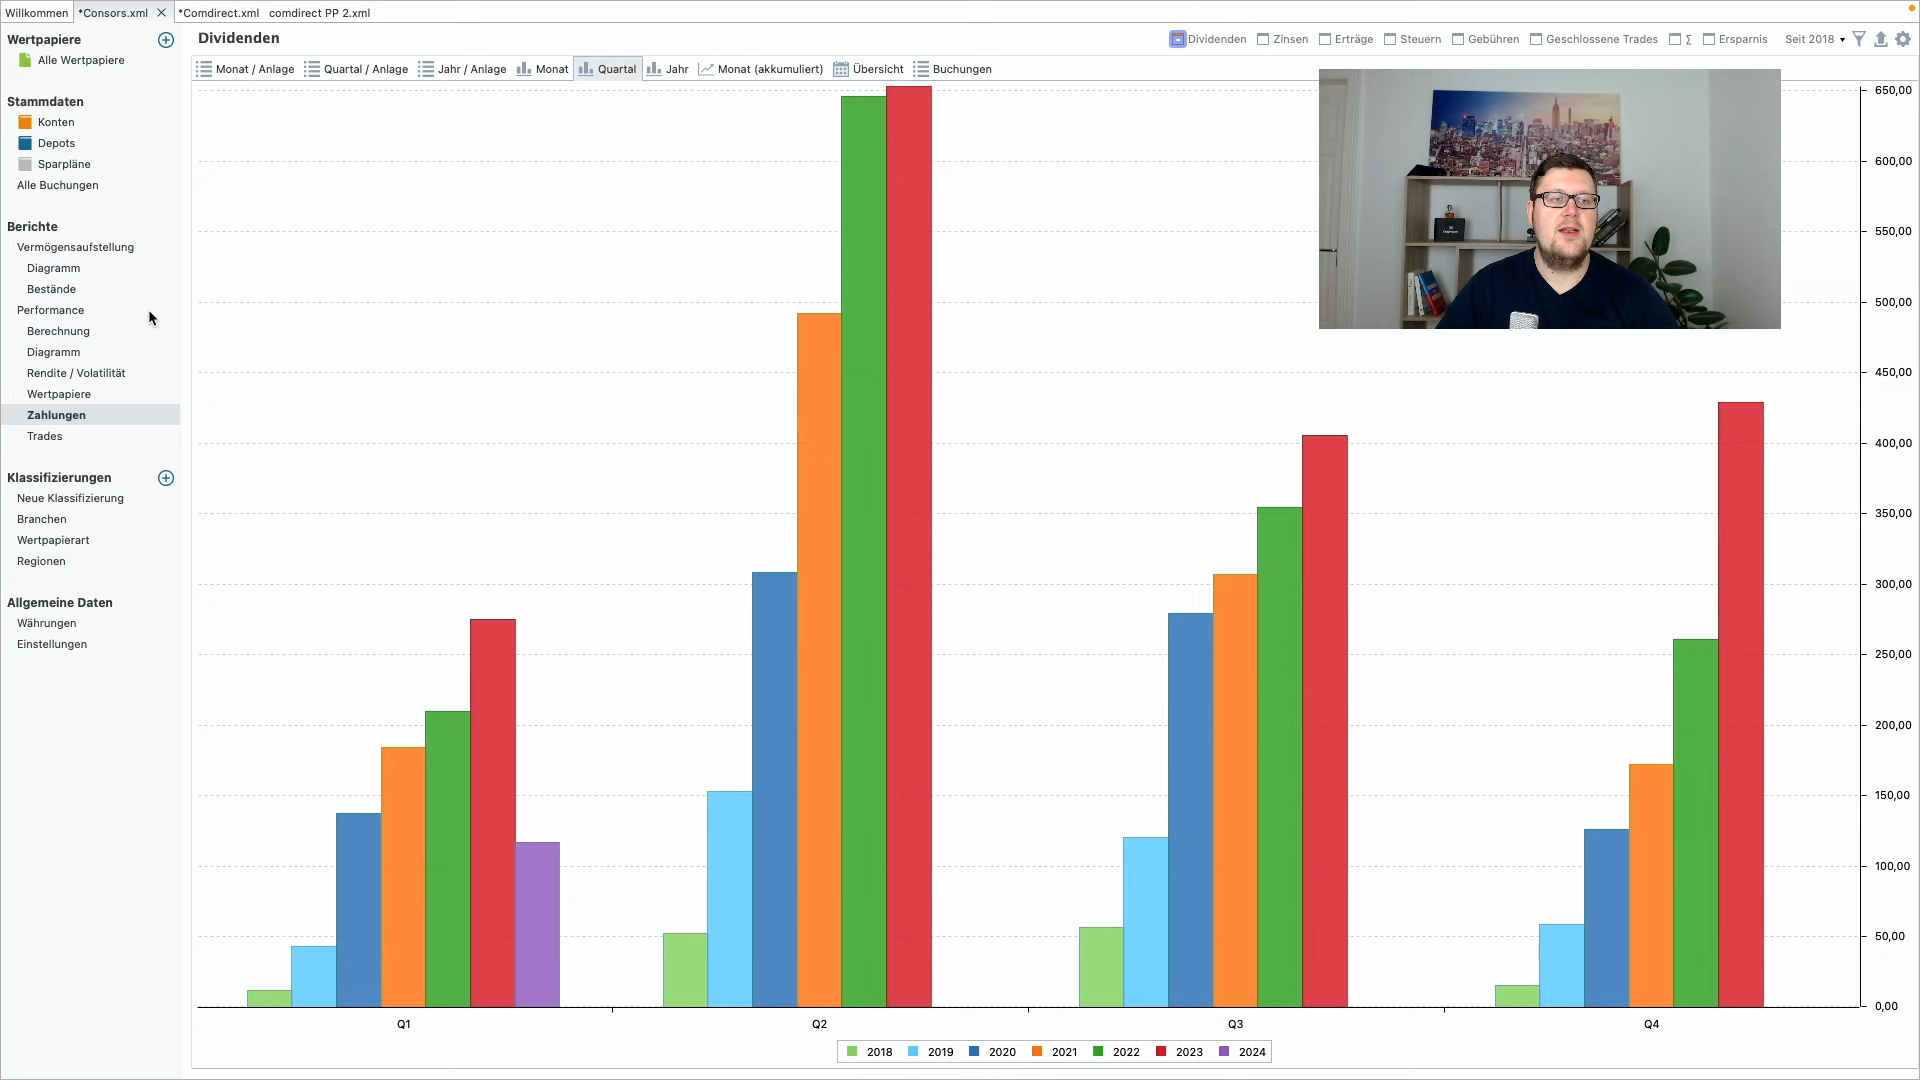 Willkommen *Consors.xml *Comdirect.xml comdirect PP 2.xml
Wertpapiere
Alle Wertpapiere
Stammdaten
Konten
Depots
Sparpläne
Alle Buchungen
Berichte
Vermögensaufstellung
Diagramm
Bestände
Performance
Berechnung
Diagramm
Rendite / Volatilität
Wertpapiere
Zahlungen
Trades
Klassifizierungen
Neue Klassifizierung
Branchen
Wertpapierart
Regionen
Allgemeine Daten
Währungen
Einstellungen
Dividenden
Dividenden Zinsen Erträge Steuern Gebühren Geschlossene Trades Σ Ersparnis Seit 2018
Monat / Anlage Quartal / Anlage Jahr / Anlage Monat Quartal Jahr Monat (akkumuliert) Übersicht Buchungen
650,00
600,00
550,00
500,00
450,00
400,00
350,00
300,00
250,00
200,00
150,00
100,00
50,00
0,00
Q1 Q2 Q3 Q4
2018 2019 2020 2021 2022 2023 2024